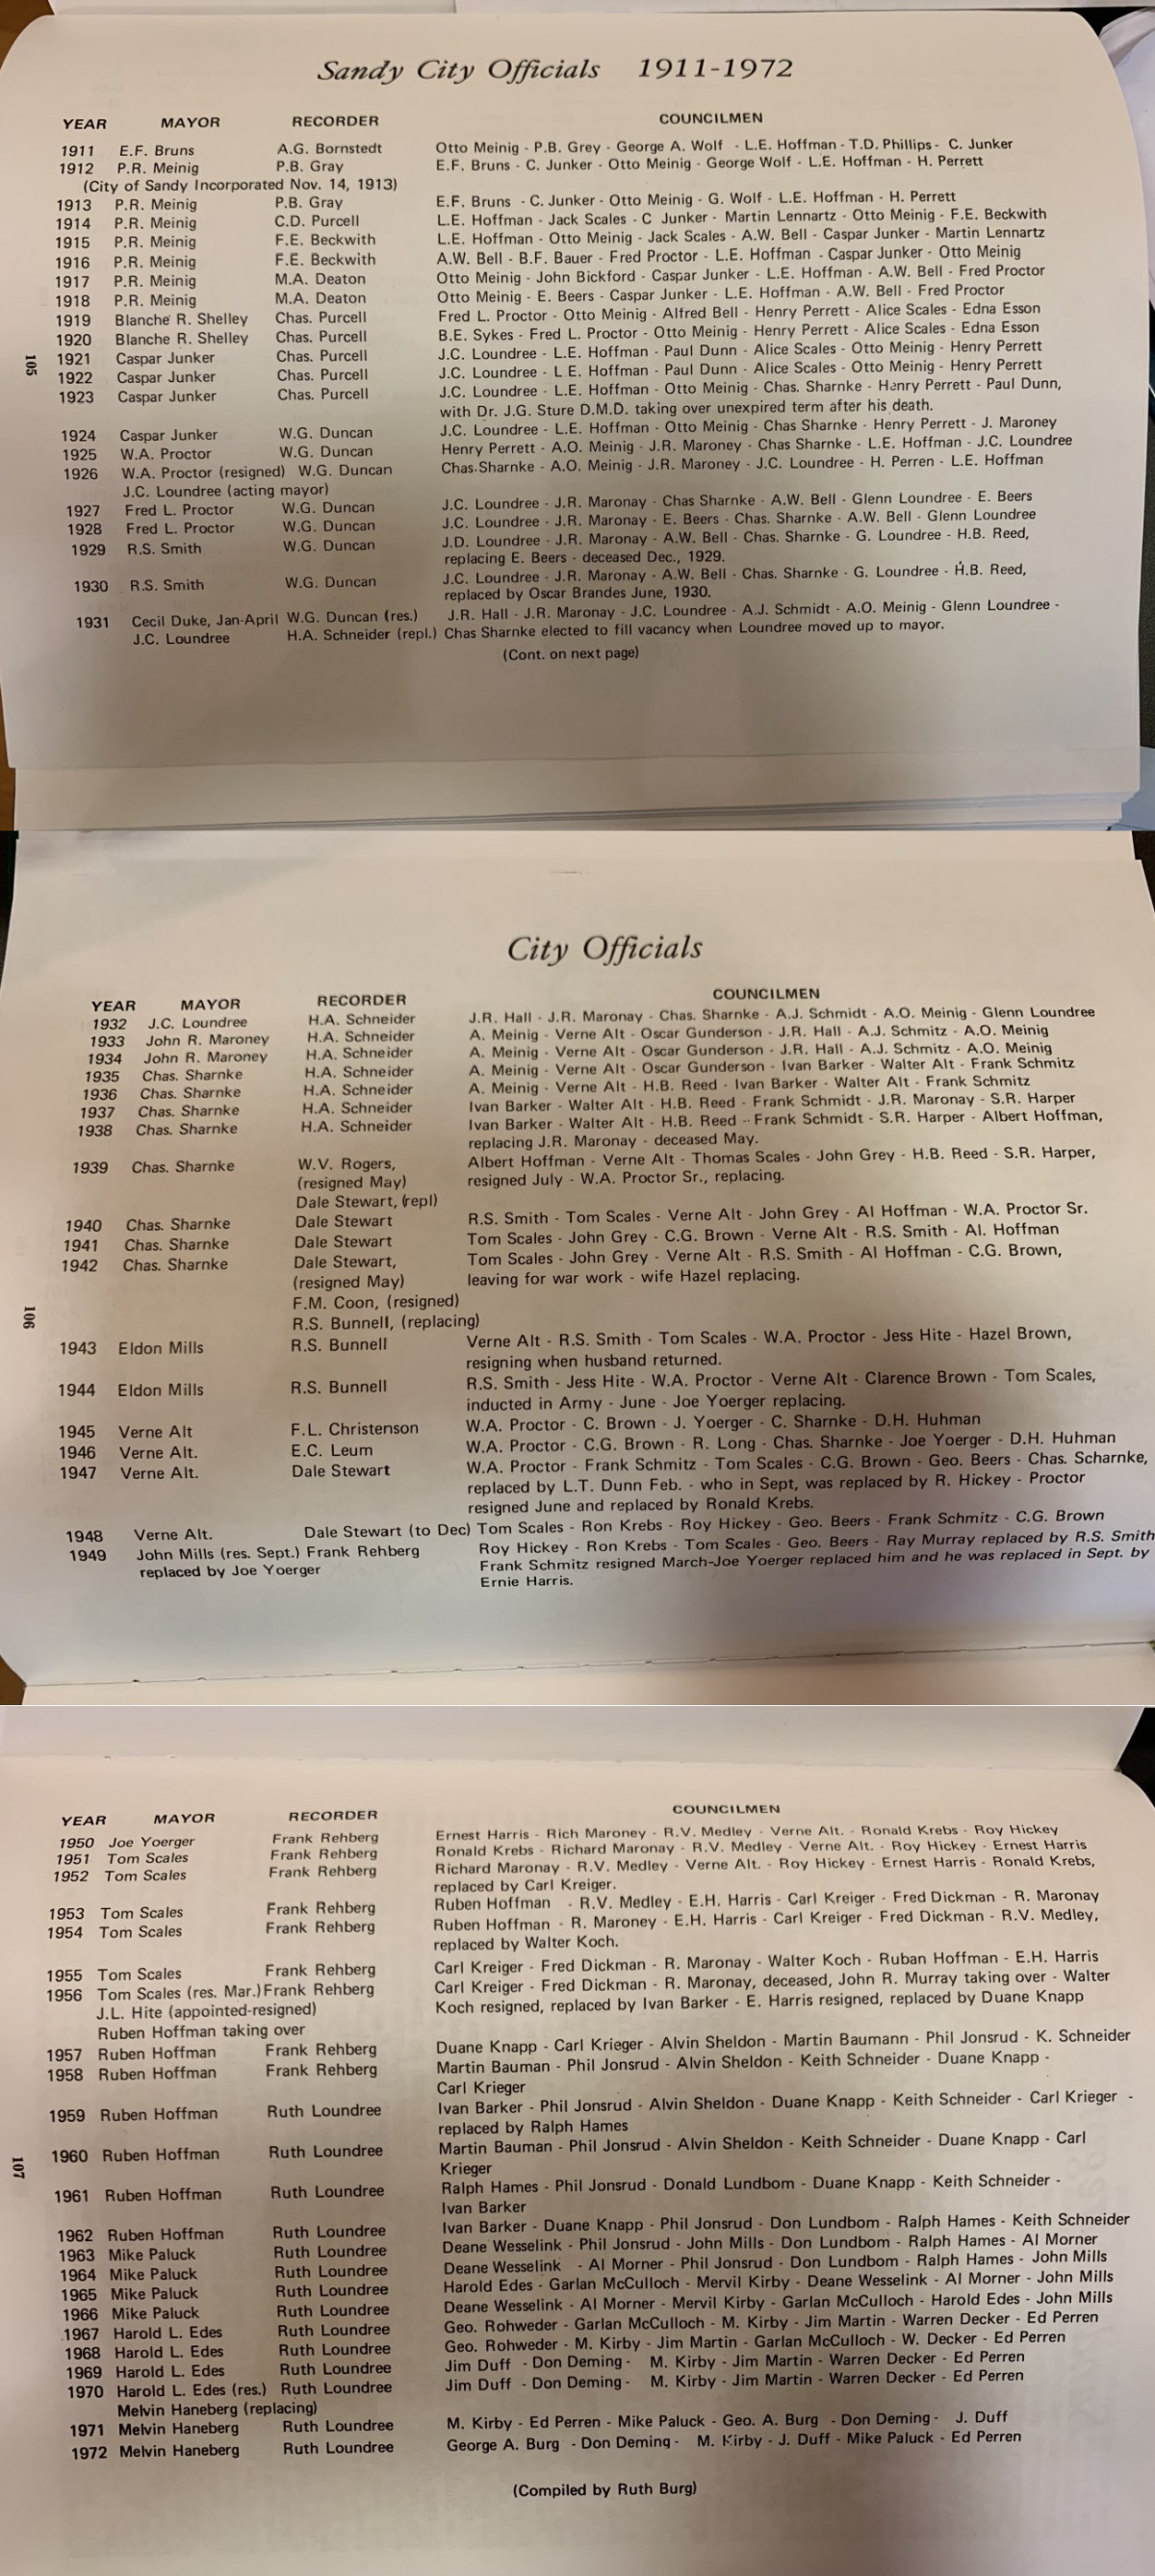 Sandy City Officials 1911-1972
YEAR MAYOR RECORDER COUNCILMEN
1911 E.F. Bruns A.G. Bornstedt Otto Meinig - P.B. Grey - George A. Wolf - L.E. Hoffman - T.D. Phillips - C. Junker
1912 P.R. Meinig P.B. Gray E.F. Bruns - C. Junker - Otto Meinig - George Wolf - L.E. Hoffman - H. Perrett
(City of Sandy Incorporated Nov. 14, 1913)
1913 P.R. Meinig P.B. Gray E.F. Bruns - C. Junker - Otto Meinig - G. Wolf - L.E. Hoffman - H. Perrett
1914 P.R. Meinig C.D. Purcell L.E. Hoffman - Jack Scales - C Junker - Martin Lennartz - Otto Meinig - F.E. Beckwith
1915 P.R. Meinig F.E. Beckwith L.E. Hoffman - Otto Meinig - Jack Scales - A.W. Bell - Caspar Junker - Martin Lennartz
1916 P.R. Meinig F.E. Beckwith A.W. Bell - B.F. Bauer - Fred Proctor - L.E. Hoffman - Caspar Junker - Otto Meinig
1917 P.R. Meinig M.A. Deaton Otto Meinig - John Bickford - Caspar Junker - L.E. Hoffman - A.W. Bell - Fred Proctor
1918 P.R. Meinig M.A. Deaton Otto Meinig - E. Beers - Caspar Junker - L.E. Hoffman - A.W. Bell - Fred Proctor
1919 Blanche R. Shelley Chas. Purcell Fred L. Proctor - Otto Meinig - Alfred Bell - Henry Perrett - Alice Scales - Edna Esson
1920 Blanche R. Shelley Chas. Purcell B.E. Sykes - Fred L. Proctor - Otto Meinig - Henry Perrett - Alice Scales - Edna Esson
1921 Caspar Junker Chas. Purcell J.C. Loundree - L.E. Hoffman - Paul Dunn - Alice Scales - Otto Meinig - Henry Perrett
1922 Caspar Junker Chas. Purcell J.C. Loundree - L E. Hoffman - Paul Dunn - Alice Scales - Otto Meinig - Henry Perrett
1923 Caspar Junker Chas. Purcell J.C. Loundree - L.E. Hoffman - Otto Meinig - Chas. Sharnke - Henry Perrett - Paul Dunn,
with Dr. J.G. Sture D.M.D. taking over unexpired term after his death.
1924 Caspar Junker W.G. Duncan J.C. Loundree - L.E. Hoffman - Otto Meinig - Chas Sharnke - Henry Perrett - J. Maroney
1925 W.A. Proctor W.G. Duncan Henry Perrett - A.O. Meinig - J.R. Maroney - Chas Sharnke - L.E. Hoffman - J.C. Loundree
1926 W.A. Proctor (resigned) W.G. Duncan Chas.Sharnke - A.O. Meinig - J.R. Maroney - J.C. Loundree - H. Perren - L.E. Hoffman
J.C. Loundree (acting mayor)
1927 Fred L. Proctor W.G. Duncan J.C. Loundree - J.R. Maronay - Chas Sharnke - A.W. Bell - Glenn Loundree - E. Beers
1928 Fred L. Proctor W.G. Duncan J.C. Loundree - J.R. Maronay - E. Beers - Chas. Sharnke - A.W. Bell - Glenn Loundree
1929 R.S. Smith W.G. Duncan J.D. Loundree - J.R. Maronay - A.W. Bell - Chas. Sharnke - G. Loundree - H.B. Reed,
replacing E. Beers - deceased Dec., 1929.
1930 R.S. Smith W.G. Duncan J.C. Loundree - J.R. Maronay - A.W. Bell - Chas. Sharnke - G. Loundree - H.B. Reed,
replaced by Oscar Brandes June, 1930.
1931 Cecil Duke, Jan-April W.G. Duncan (res.) J.R. Hall - J.R. Maronay - J.C. Loundree - A.J. Schmidt - A.O. Meinig - Glenn Loundree -
J.C. Loundree H.A. Schneider (repl.) Chas Sharnke elected to fill vacancy when Loundree moved up to mayor.
(Cont. on next page)
105
City Officials
YEAR MAYOR RECORDER COUNCILMEN
1932 J.C. Loundree H.A. Schneider J.R. Hall - J.R. Maronay - Chas. Sharnke - A.J. Schmidt - A.O. Meinig - Glenn Loundree
1933 John R. Maroney H.A. Schneider A. Meinig - Verne Alt - Oscar Gunderson - J.R. Hall - A.J. Schmitz - A.O. Meinig
1934 John R. Maroney H.A. Schneider A. Meinig - Verne Alt - Oscar Gunderson - J.R. Hall - A.J. Schmitz - A.O. Meinig
1935 Chas. Sharnke H.A. Schneider A. Meinig - Verne Alt - Oscar Gunderson - Ivan Barker - Walter Alt - Frank Schmitz
1936 Chas. Sharnke H.A. Schneider A. Meinig - Verne Alt - H.B. Reed - Ivan Barker - Walter Alt - Frank Schmitz
1937 Chas. Sharnke H.A. Schneider Ivan Barker - Walter Alt - H.B. Reed - Frank Schmidt - J.R. Maronay - S.R. Harper
1938 Chas. Sharnke H.A. Schneider Ivan Barker - Walter Alt - H.B. Reed - Frank Schmidt - S.R. Harper - Albert Hoffman,
replacing J.R. Maronay - deceased May.
1939 Chas. Sharnke W.V. Rogers, Albert Hoffman - Verne Alt - Thomas Scales - John Grey - H.B. Reed - S.R. Harper,
(resigned May) resigned July - W.A. Proctor Sr., replacing.
Dale Stewart, (repl)
1940 Chas. Sharnke Dale Stewart R.S. Smith - Tom Scales - Verne Alt - John Grey - Al Hoffman - W.A. Proctor Sr.
1941 Chas. Sharnke Dale Stewart Tom Scales - John Grey - C.G. Brown - Verne Alt - R.S. Smith - Al. Hoffman
1942 Chas. Sharnke Dale Stewart, Tom Scales - John Grey - Verne Alt - R.S. Smith - Al Hoffman - C.G. Brown,
(resigned May) leaving for war work - wife Hazel replacing.
F.M. Coon, (resigned)
R.S. Bunnell, (replacing)
1943 Eldon Mills R.S. Bunnell Verne Alt - R.S. Smith - Tom Scales - W.A. Proctor - Jess Hite - Hazel Brown,
resigning when husband returned.
1944 Eldon Mills R.S. Bunnell R.S. Smith - Jess Hite - W.A. Proctor - Verne Alt - Clarence Brown - Tom Scales,
inducted in Army - June - Joe Yoerger replacing.
1945 Verne Alt F.L. Christenson W.A. Proctor - C. Brown - J. Yoerger - C. Sharnke - D.H. Huhman
1946 Verne Alt. E.C. Leum W.A. Proctor - C.G. Brown - R. Long - Chas. Sharnke - Joe Yoerger - D.H. Huhman
1947 Verne Alt. Dale Stewart W.A. Proctor - Frank Schmitz - Tom Scales - C.G. Brown - Geo. Beers - Chas. Scharnke,
replaced by L.T. Dunn Feb. - who in Sept, was replaced by R. Hickey - Proctor
resigned June and replaced by Ronald Krebs.
1948 Verne Alt. Dale Stewart (to Dec) Tom Scales - Ron Krebs - Roy Hickey - Geo. Beers - Frank Schmitz - C.G. Brown
1949 John Mills (res. Sept.) Frank Rehberg Roy Hickey - Ron Krebs - Tom Scales - Geo. Beers - Ray Murray replaced by R.S. Smith
replaced by Joe Yoerger Frank Schmitz resigned March-Joe Yoerger replaced him and he was replaced in Sept. by
Ernie Harris.
106
YEAR MAYOR RECORDER COUNCILMEN
1950 Joe Yoerger Frank Rehberg Ernest Harris - Rich Maroney - R.V. Medley - Verne Alt. - Ronald Krebs - Roy Hickey
1951 Tom Scales Frank Rehberg Ronald Krebs - Richard Maronay - R.V. Medley - Verne Alt. - Roy Hickey - Ernest Harris
1952 Tom Scales Frank Rehberg Richard Maronay - R.V. Medley - Verne Alt. - Roy Hickey - Ernest Harris - Ronald Krebs,
replaced by Carl Kreiger.
1953 Tom Scales Frank Rehberg Ruben Hoffman - R.V. Medley - E.H. Harris - Carl Kreiger - Fred Dickman - R. Maronay
1954 Tom Scales Frank Rehberg Ruben Hoffman - R. Maroney - E.H. Harris - Carl Kreiger - Fred Dickman - R.V. Medley,
replaced by Walter Koch.
1955 Tom Scales Frank Rehberg Carl Kreiger - Fred Dickman - R. Maronay - Walter Koch - Ruban Hoffman - E.H. Harris
1956 Tom Scales (res. Mar.) Frank Rehberg Carl Kreiger - Fred Dickman - R. Maronay, deceased, John R. Murray taking over - Walter
J.L. Hite (appointed-resigned) Koch resigned, replaced by Ivan Barker - E. Harris resigned, replaced by Duane Knapp
Ruben Hoffman taking over
1957 Ruben Hoffman Frank Rehberg Duane Knapp - Carl Krieger - Alvin Sheldon - Martin Baumann - Phil Jonsrud - K. Schneider
1958 Ruben Hoffman Frank Rehberg Martin Bauman - Phil Jonsrud - Alvin Sheldon - Keith Schneider - Duane Knapp -
Carl Krieger
1959 Ruben Hoffman Ruth Loundree Ivan Barker - Phil Jonsrud - Alvin Sheldon - Duane Knapp - Keith Schneider - Carl Krieger -
replaced by Ralph Hames
1960 Ruben Hoffman Ruth Loundree Martin Bauman - Phil Jonsrud - Alvin Sheldon - Keith Schneider - Duane Knapp - Carl
Krieger
1961 Ruben Hoffman Ruth Loundree Ralph Hames - Phil Jonsrud - Donald Lundbom - Duane Knapp - Keith Schneider -
Ivan Barker
1962 Ruben Hoffman Ruth Loundree Ivan Barker - Duane Knapp - Phil Jonsrud - Don Lundbom - Ralph Hames - Keith Schneider
1963 Mike Paluck Ruth Loundree Deane Wesselink - Phil Jonsrud - John Mills - Don Lundbom - Ralph Hames - Al Morner
1964 Mike Paluck Ruth Loundree Deane Wesselink - Al Morner - Phil Jonsrud - Don Lundbom - Ralph Hames - John Mills
1965 Mike Paluck Ruth Loundree Harold Edes - Garlan McCulloch - Mervil Kirby - Deane Wesselink - Al Morner - John Mills
1966 Mike Paluck Ruth Loundree Deane Wesselink - Al Morner - Mervil Kirby - Garlan McCulloch - Harold Edes - John Mills
1967 Harold L. Edes Ruth Loundree Geo. Rohweder - Garlan McCulloch - M. Kirby - Jim Martin - Warren Decker - Ed Perren
1968 Harold L. Edes Ruth Loundree Geo. Rohweder - M. Kirby - Jim Martin - Garlan McCulloch - W. Decker - Ed Perren
1969 Harold L. Edes Ruth Loundree Jim Duff - Don Deming - M. Kirby - Jim Martin - Warren Decker - Ed Perren
1970 Harold L. Edes (res.) Ruth Loundree Jim Duff - Don Deming - M. Kirby - Jim Martin - Warren Decker - Ed Perren
Melvin Haneberg (replacing)
1971 Melvin Haneberg Ruth Loundree M. Kirby - Ed Perren - Mike Paluck - Geo. A. Burg - Don Deming - J. Duff
1972 Melvin Haneberg Ruth Loundree George A. Burg - Don Deming - M. Kirby - J. Duff - Mike Paluck - Ed Perren
(Compiled by Ruth Burg)
107